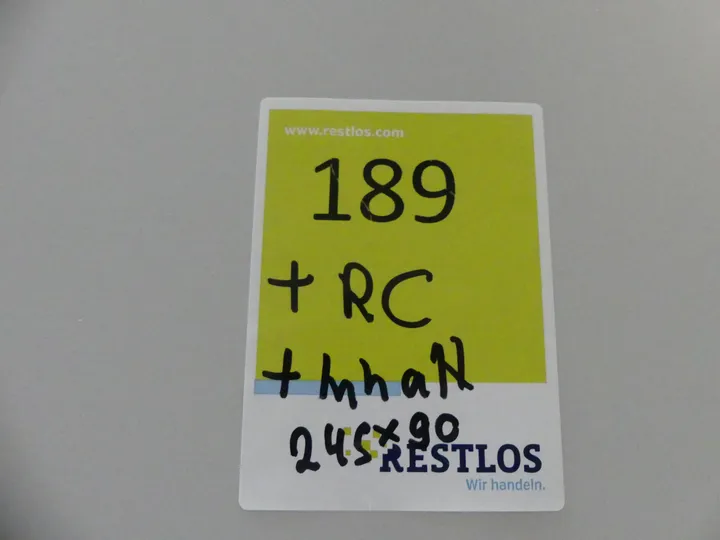 www.restlos.com
189
+ RC
+ Inhalt
245x90
RESTLOS
Wir handeln.